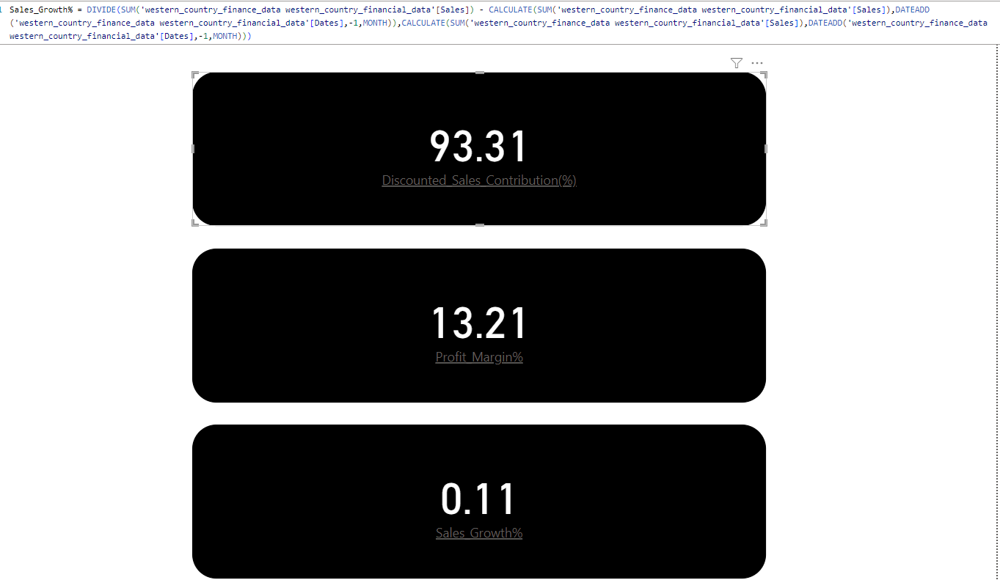 1 Sales_Growth% = DIVIDE(SUM('western_country_finance_data western_country_financial_data'[Sales]) - CALCULATE(SUM('western_country_finance_data western_country_financial_data'[Sales]),DATEADD
('western_country_finance_data western_country_financial_data'[Dates],-1,MONTH)),CALCULATE(SUM('western_country_finance_data western_country_financial_data'[Sales]),DATEADD('western_country_finance_data
western_country_financial_data'[Dates],-1,MONTH)))
93.31
Discounted_Sales_Contribution(%)
13.21
Profit_Margin%
0.11
Sales_Growth%